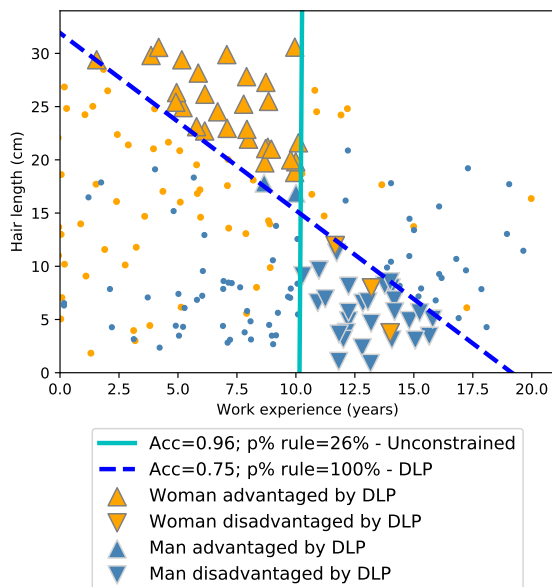 30
25
20
15
10
5
0
Hair length (cm)
0.0 2.5 5.0 7.5 10.0 12.5 15.0 17.5 20.0
Work experience (years)
Acc=0.96; p% rule=26% - Unconstrained
Acc=0.75; p% rule=100% - DLP
Woman advantaged by DLP
Woman disadvantaged by DLP
Man advantaged by DLP
Man disadvantaged by DLP